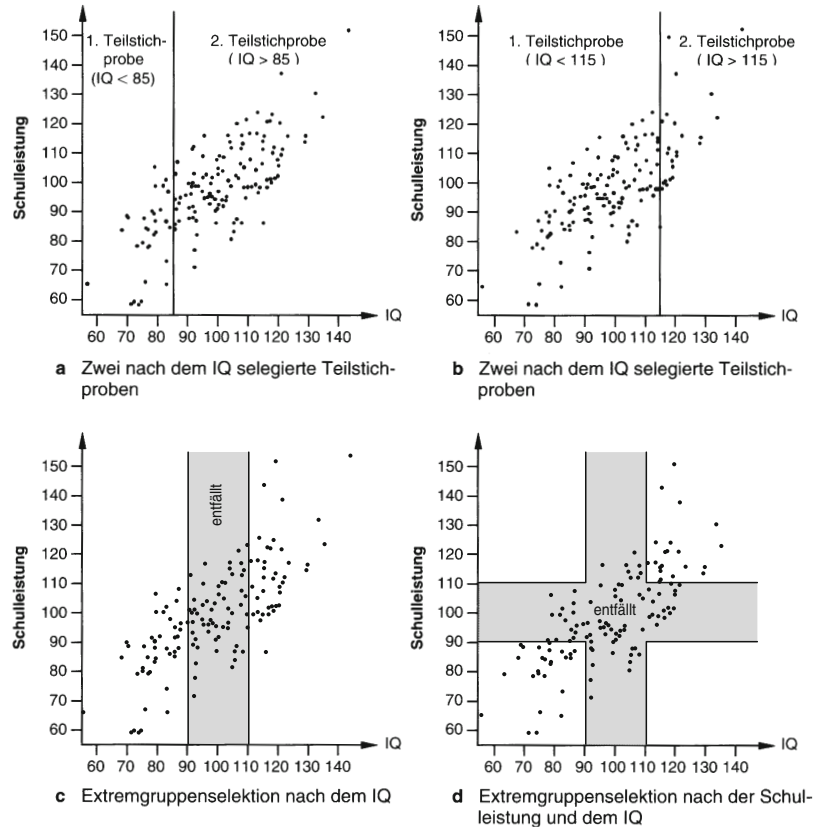 Schulleistung
150
140
130
120
110
100
90
80
70
60
1. Teilstich-
probe
(IQ < 85)
2. Teilstichprobe
( IQ > 85 )
60 70 80 90 100 110 120 130 140
IQ
a Zwei nach dem IQ selegierte Teilstich-
proben
Schulleistung
150
140
130
120
110
100
90
80
70
60
1. Teilstichprobe
( IQ < 115 )
2. Teilstichprobe
( IQ > 115 )
60 70 80 90 100 110 120 130 140
IQ
b Zwei nach dem IQ selegierte Teilstich-
proben
Schulleistung
150
140
130
120
110
100
90
80
70
60
entfällt
60 70 80 90 100 110 120 130 140
IQ
c Extremgruppenselektion nach dem IQ
Schulleistung
150
140
130
120
110
100
90
80
70
60
entfällt
60 70 80 90 100 110 120 130 140
IQ
d Extremgruppenselektion nach der Schul-
leistung und dem IQ